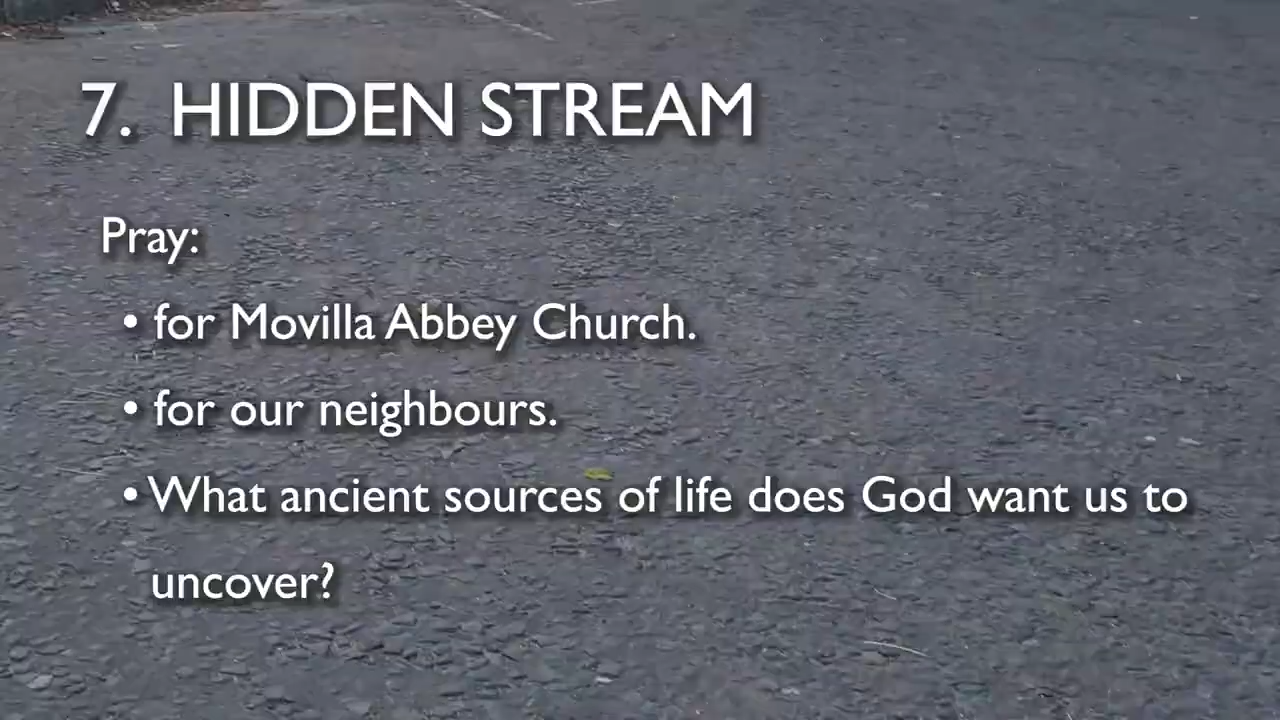 7. HIDDEN STREAM
Pray:
• for Movilla Abbey Church.
• for our neighbours.
• What ancient sources of life does God want us to
uncover?